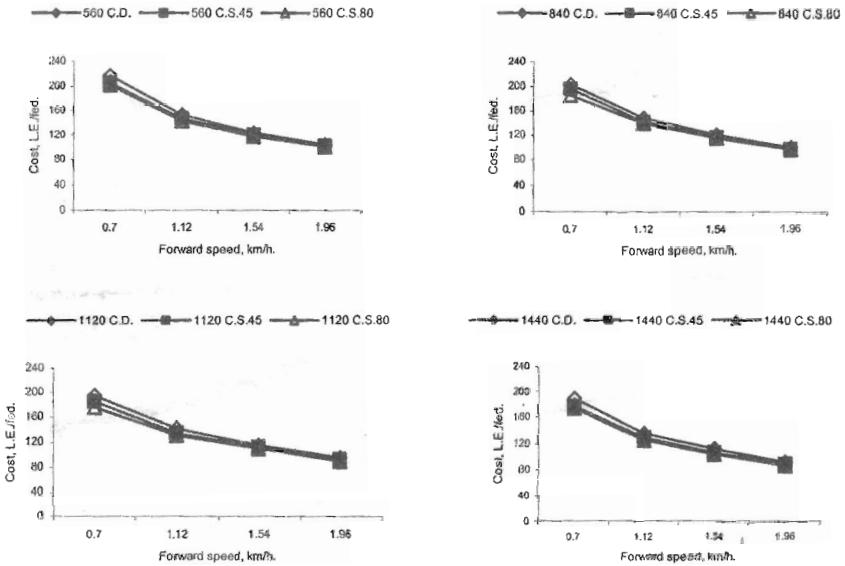 560 C.D. 560 C.S.45 560 C.S.80
240
200
160
120
80
40
0
Cost, L.E./fed.
0.7 1.12 1.54 1.96
Forward speed, km/h.
840 C.D. 840 C.S.45 840 C.S.80
240
200
160
120
80
40
0
Cost, L.E./fed.
0.7 1.12 1.54 1.96
Forward speed, km/h.
1120 C.D. 1120 C.S.45 1120 C.S.80
240
200
160
120
80
40
0
Cost, L.E./fed.
0.7 1.12 1.54 1.96
Forward speed, km/h.
1440 C.D. 1440 C.S.45 1440 C.S.80
240
200
160
120
80
40
0
Cost, L.E./fed.
0.7 1.12 1.54 1.96
Forward speed, km/h.